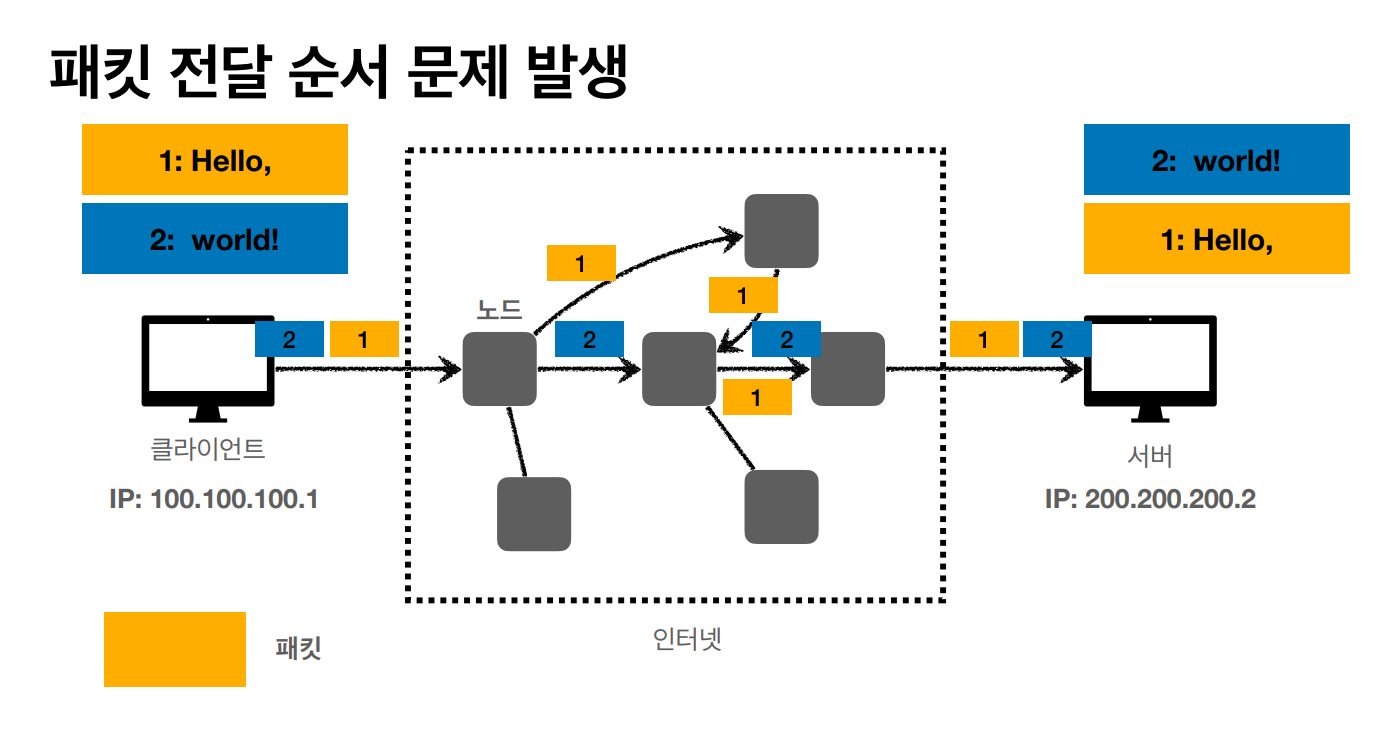 패킷 전달 순서 문제 발생
1: Hello,
2:  world!
2:  world!
1: Hello,
1
1
노드
2
1
2
2
1
1
2
클라이언트
IP: 100.100.100.1
서버
IP: 200.200.200.2
인터넷
패킷